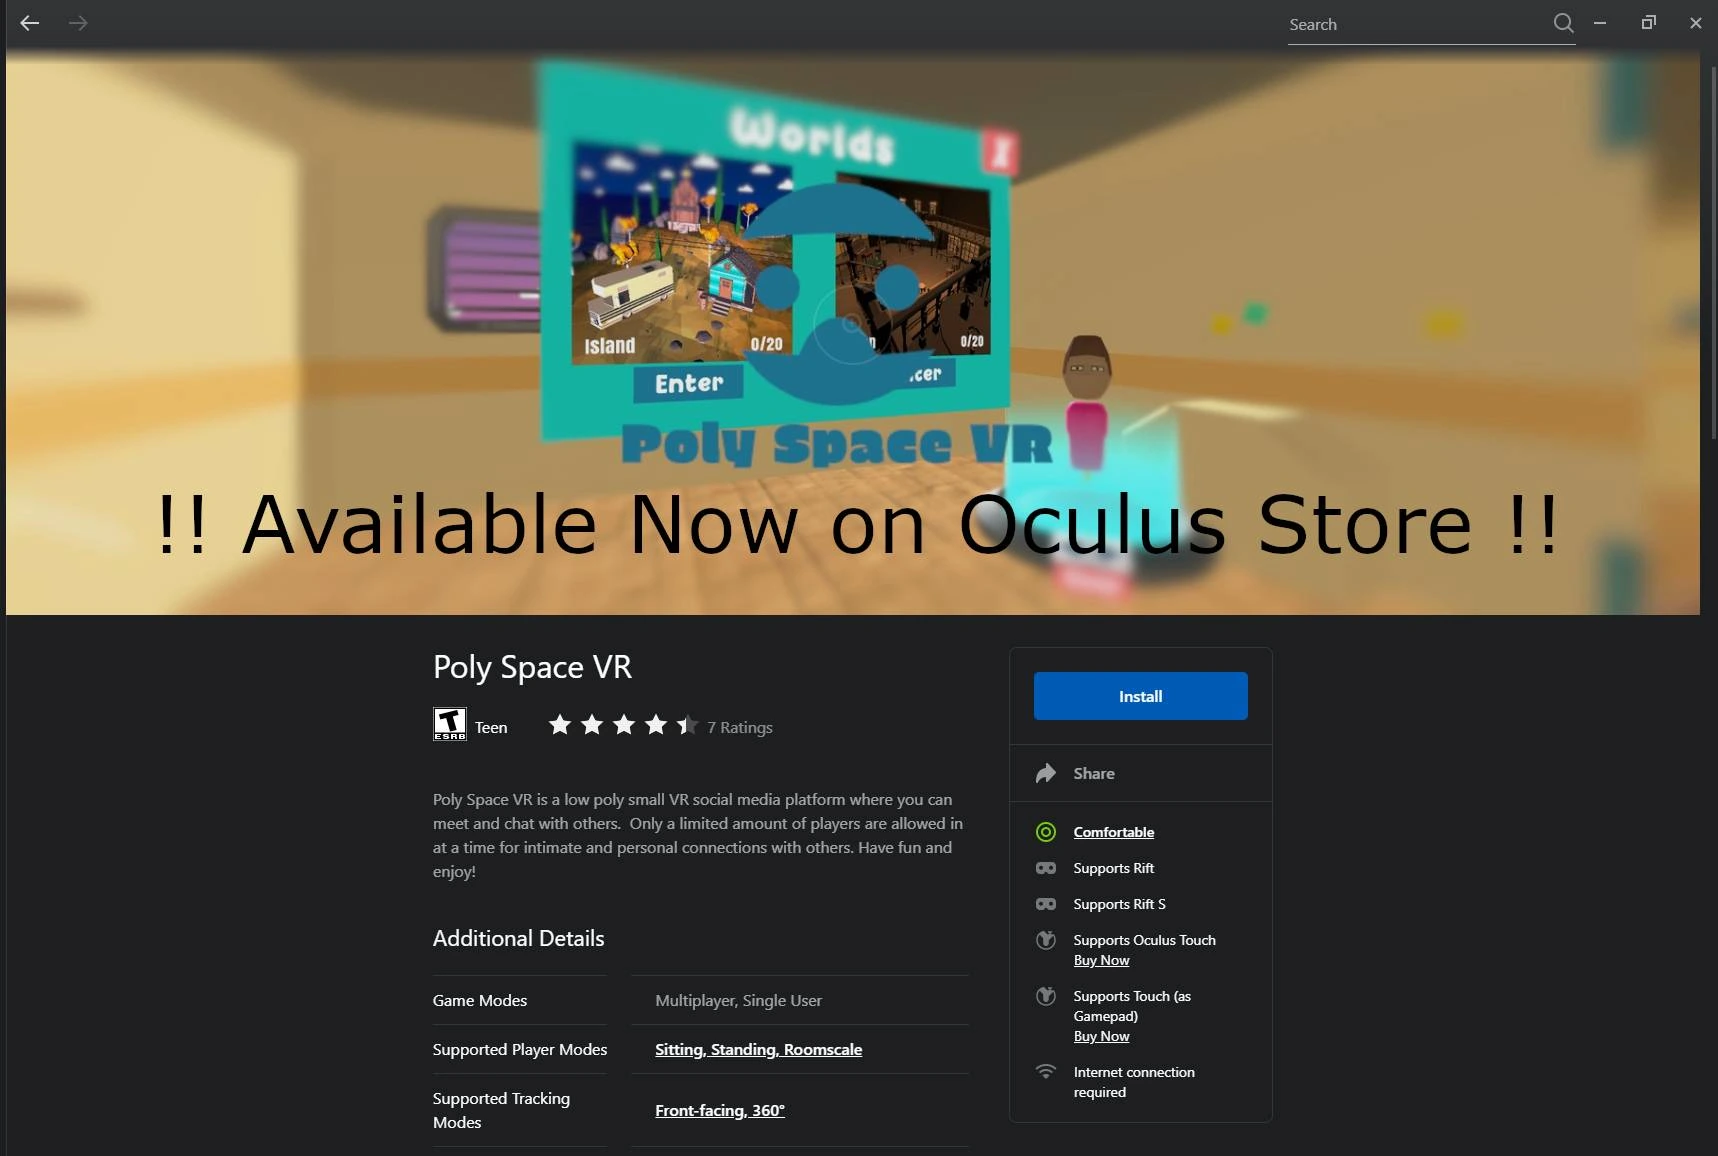 Search
Worlds
X
Island
0/20
0/20
Enter
Poly Space VR
!! Available Now on Oculus Store !!
Poly Space VR
T
ESRB
Teen
7 Ratings
Poly Space VR is a low poly small VR social media platform where you can
meet and chat with others.  Only a limited amount of players are allowed in
at a time for intimate and personal connections with others. Have fun and
enjoy!
Additional Details
Game Modes
Multiplayer, Single User
Supported Player Modes
Sitting, Standing, Roomscale
Supported Tracking
Modes
Front-facing, 360°
Install
Share
Comfortable
Supports Rift
Supports Rift S
Supports Oculus Touch
Buy Now
Supports Touch (as
Gamepad)
Buy Now
Internet connection
required